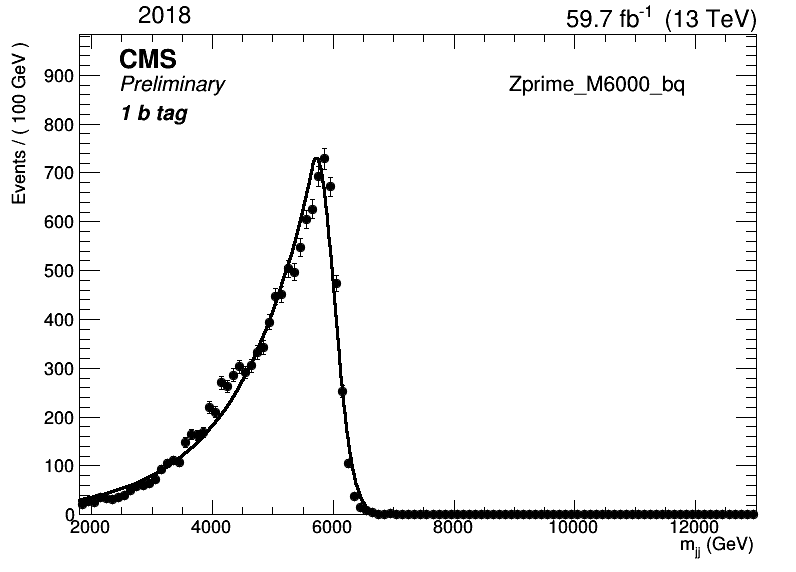 2018
59.7 fb⁻¹ (13 TeV)
CMS
Preliminary
1 b tag
Zprime_M6000_bq
Events / ( 100 GeV )
900
800
700
600
500
400
300
200
100
0
2000 4000 6000 8000 10000 12000
m_jj (GeV)